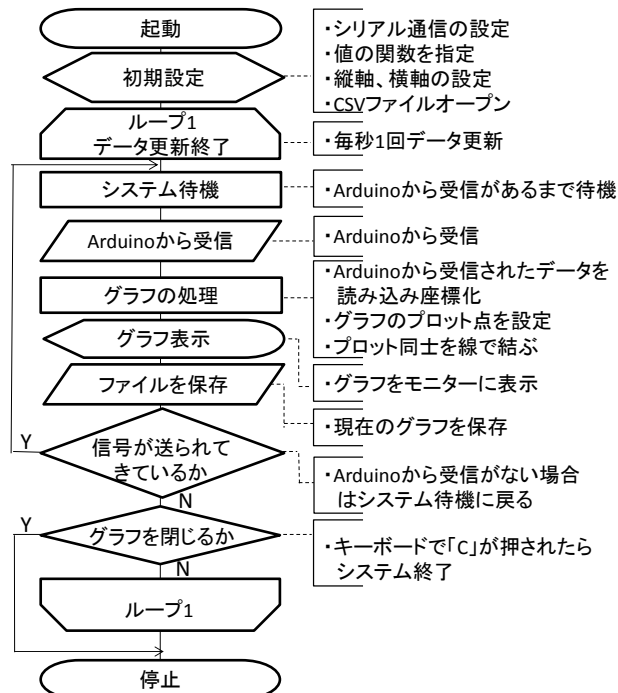 起動
初期設定
・シリアル通信の設定
・値の関数を指定
・縦軸、横軸の設定
・CSVファイルオープン
ループ1
データ更新終了
・毎秒1回データ更新
システム待機
・Arduinoから受信があるまで待機
Arduinoから受信
・Arduinoから受信
グラフの処理
・Arduinoから受信されたデータを
読み込み座標化
・グラフのプロット点を設定
・プロット同士を線で結ぶ
グラフ表示
・グラフをモニターに表示
ファイルを保存
・現在のグラフを保存
Y
信号が送られて
きているか
N
・Arduinoから受信がない場合
はシステム待機に戻る
Y
グラフを閉じるか
N
・キーボードで「C」が押されたら
システム終了
ループ1
停止